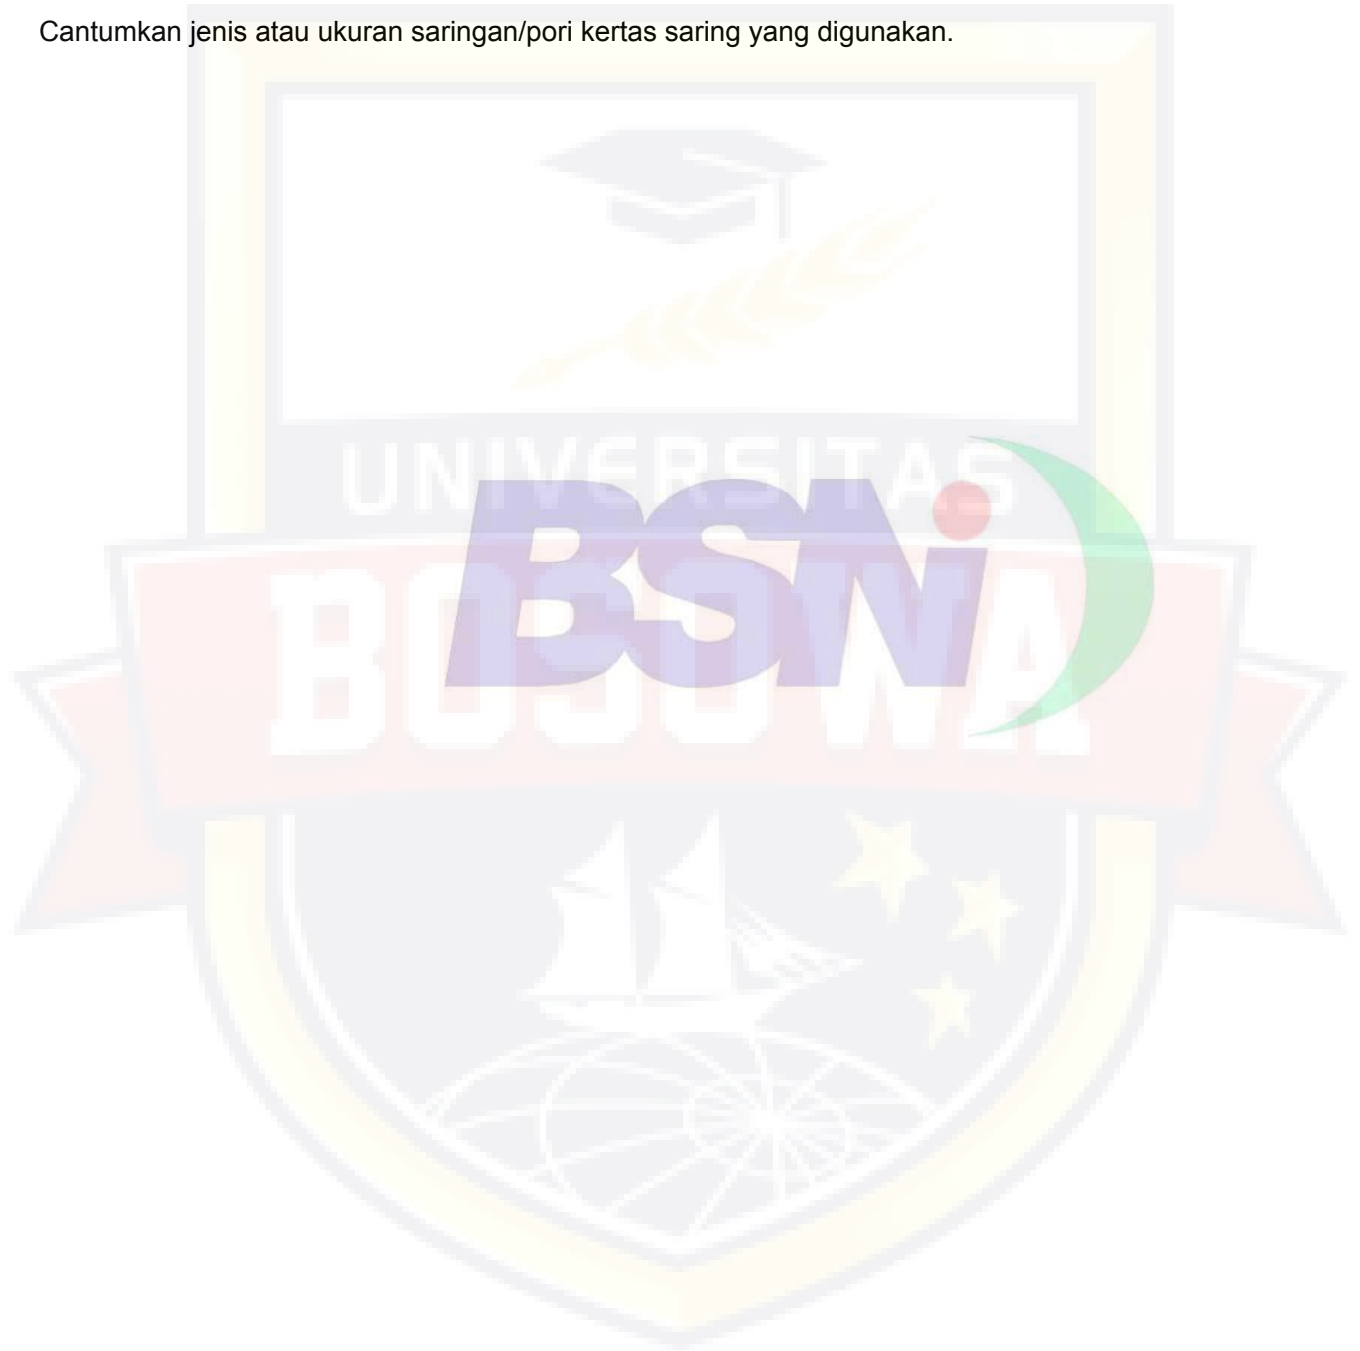 Cantumkan jenis atau ukuran saringan/pori kertas saring yang digunakan.
UNIVERSITAS
BSN
BOSOWA